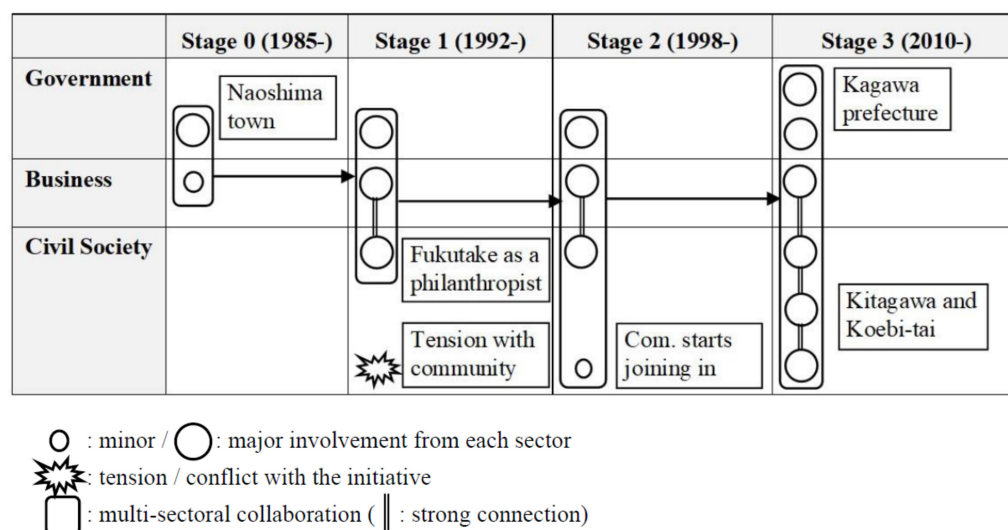 Stage 0 (1985-)
Stage 1 (1992-)
Stage 2 (1998-)
Stage 3 (2010-)
Government
Naoshima
town
Kagawa
prefecture
Business
Civil Society
Fukutake as a
philanthropist
Kitagawa and
Koebi-tai
Tension with
community
Com. starts
joining in
: minor / : major involvement from each sector
: tension / conflict with the initiative
: multi-sectoral collaboration ( : strong connection)